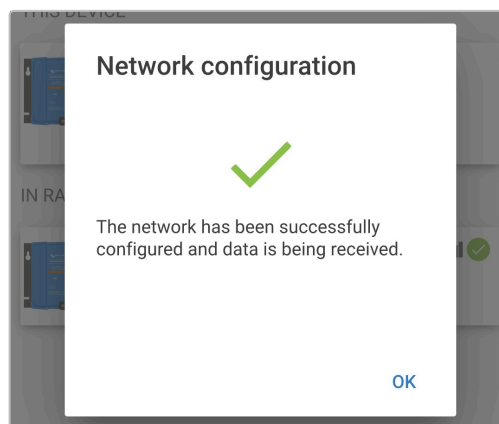 THIS DEVICE
Network configuration
IN RA
The network has been successfully
configured and data is being received.
OK